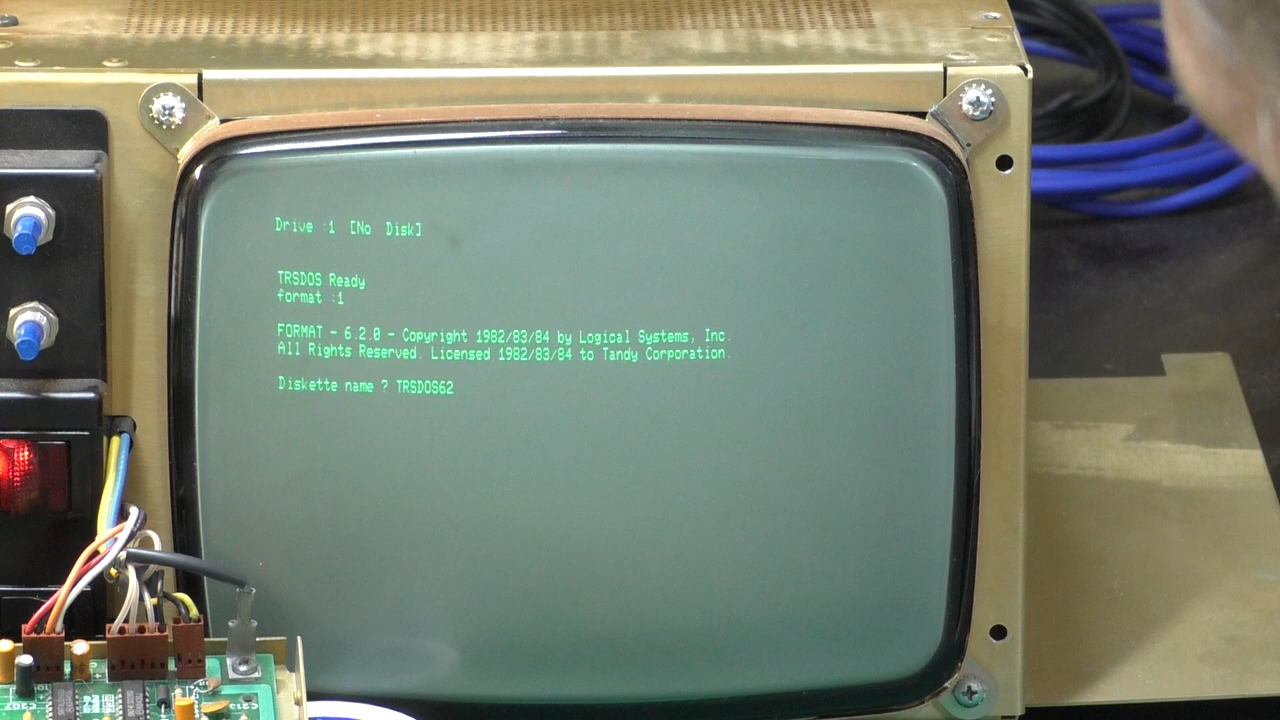 Drive :1 [No Disk]
TRSDOS Ready
format :1
FORMAT - 6.2.0 - Copyright 1982/83/84 by Logical Systems, Inc.
All Rights Reserved. Licensed 1982/83/84 to Tandy Corporation.
Diskette name ? TRSDOS62